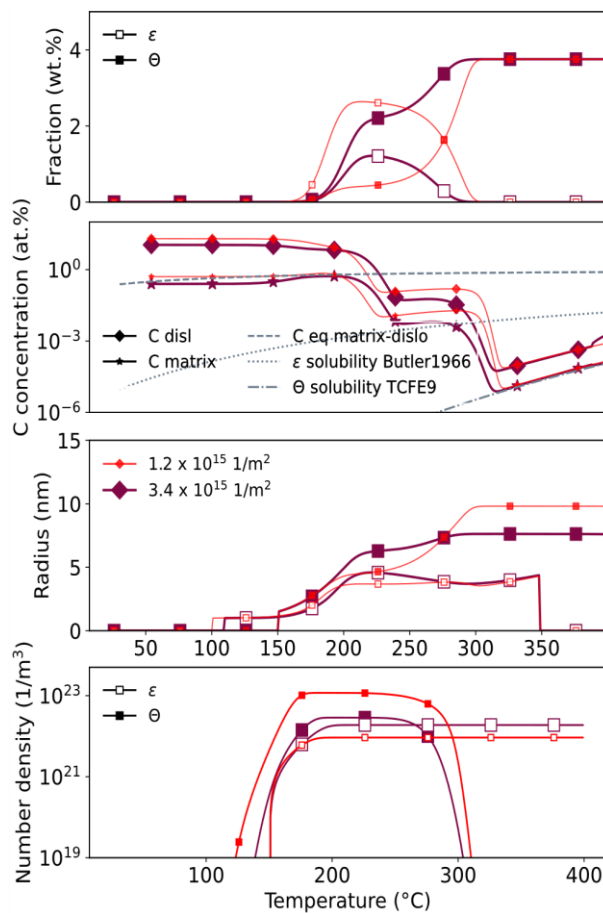 Fraction (wt.%)
4
2
0
ε
Θ
C concentration (at.%)
10⁰
10⁻³
10⁻⁶
C disl
C matrix
C eq matrix-dislo
ε solubility Butler1966
Θ solubility TCFE9
Radius (nm)
15
10
5
0
1.2 x 10¹⁵ 1/m²
3.4 x 10¹⁵ 1/m²
50 100 150 200 250 300 350 400
Number density (1/m³)
10²³
10²¹
10¹⁹
ε
Θ
100 200 300 400
Temperature (°C)